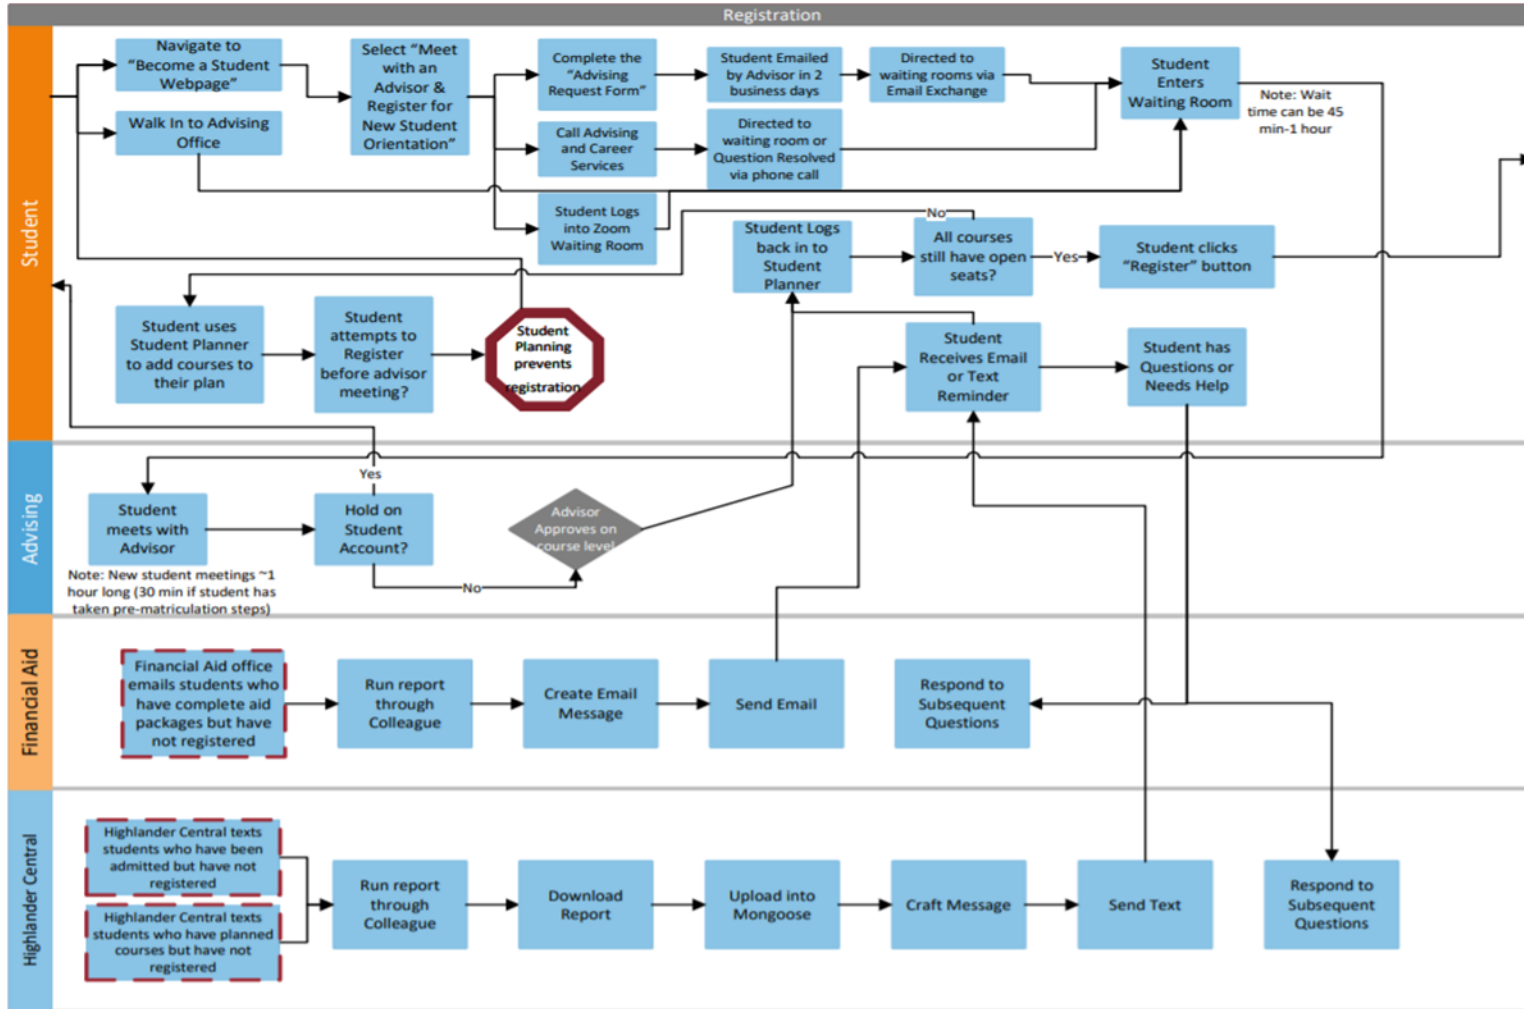 Registration
Student
Navigate to
“Become a Student
Webpage”
Walk In to Advising
Office
Select “Meet
with an
Advisor &
Register for
New Student
Orientation”
Complete the
“Advising
Request Form”
Student Emailed
by Advisor in 2
business days
Directed to
waiting rooms via
Email Exchange
Student
Enters
Waiting Room
Note: Wait
time can be 45
min-1 hour
Call Advising
and Career
Services
Directed to
waiting room or
Question Resolved
via phone call
Student Logs
into Zoom
Waiting Room
Student Logs
back in to
Student
Planner
No
All courses
still have open
seats?
Yes
Student clicks
“Register” button
Student uses
Student Planner
to add courses to
their plan
Student
attempts to
Register
before advisor
meeting?
Student
Planning
prevents
registration
Student
Receives Email
or Text
Reminder
Student has
Questions or
Needs Help
Advising
Yes
Student
meets with
Advisor
Note: New student meetings ~1
hour long (30 min if student has
taken pre-matriculation steps)
Hold on
Student
Account?
No
Advisor
Approves on
course level
Financial Aid
Financial Aid office
emails students who
have complete aid
packages but have
not registered
Run report
through
Colleague
Create Email
Message
Send Email
Respond to
Subsequent
Questions
Highlander Central
Highlander Central texts
students who have been
admitted but have not
registered
Highlander Central texts
students who have planned
courses but have not
registered
Run report
through
Colleague
Download
Report
Upload into
Mongoose
Craft Message
Send Text
Respond to
Subsequent
Questions